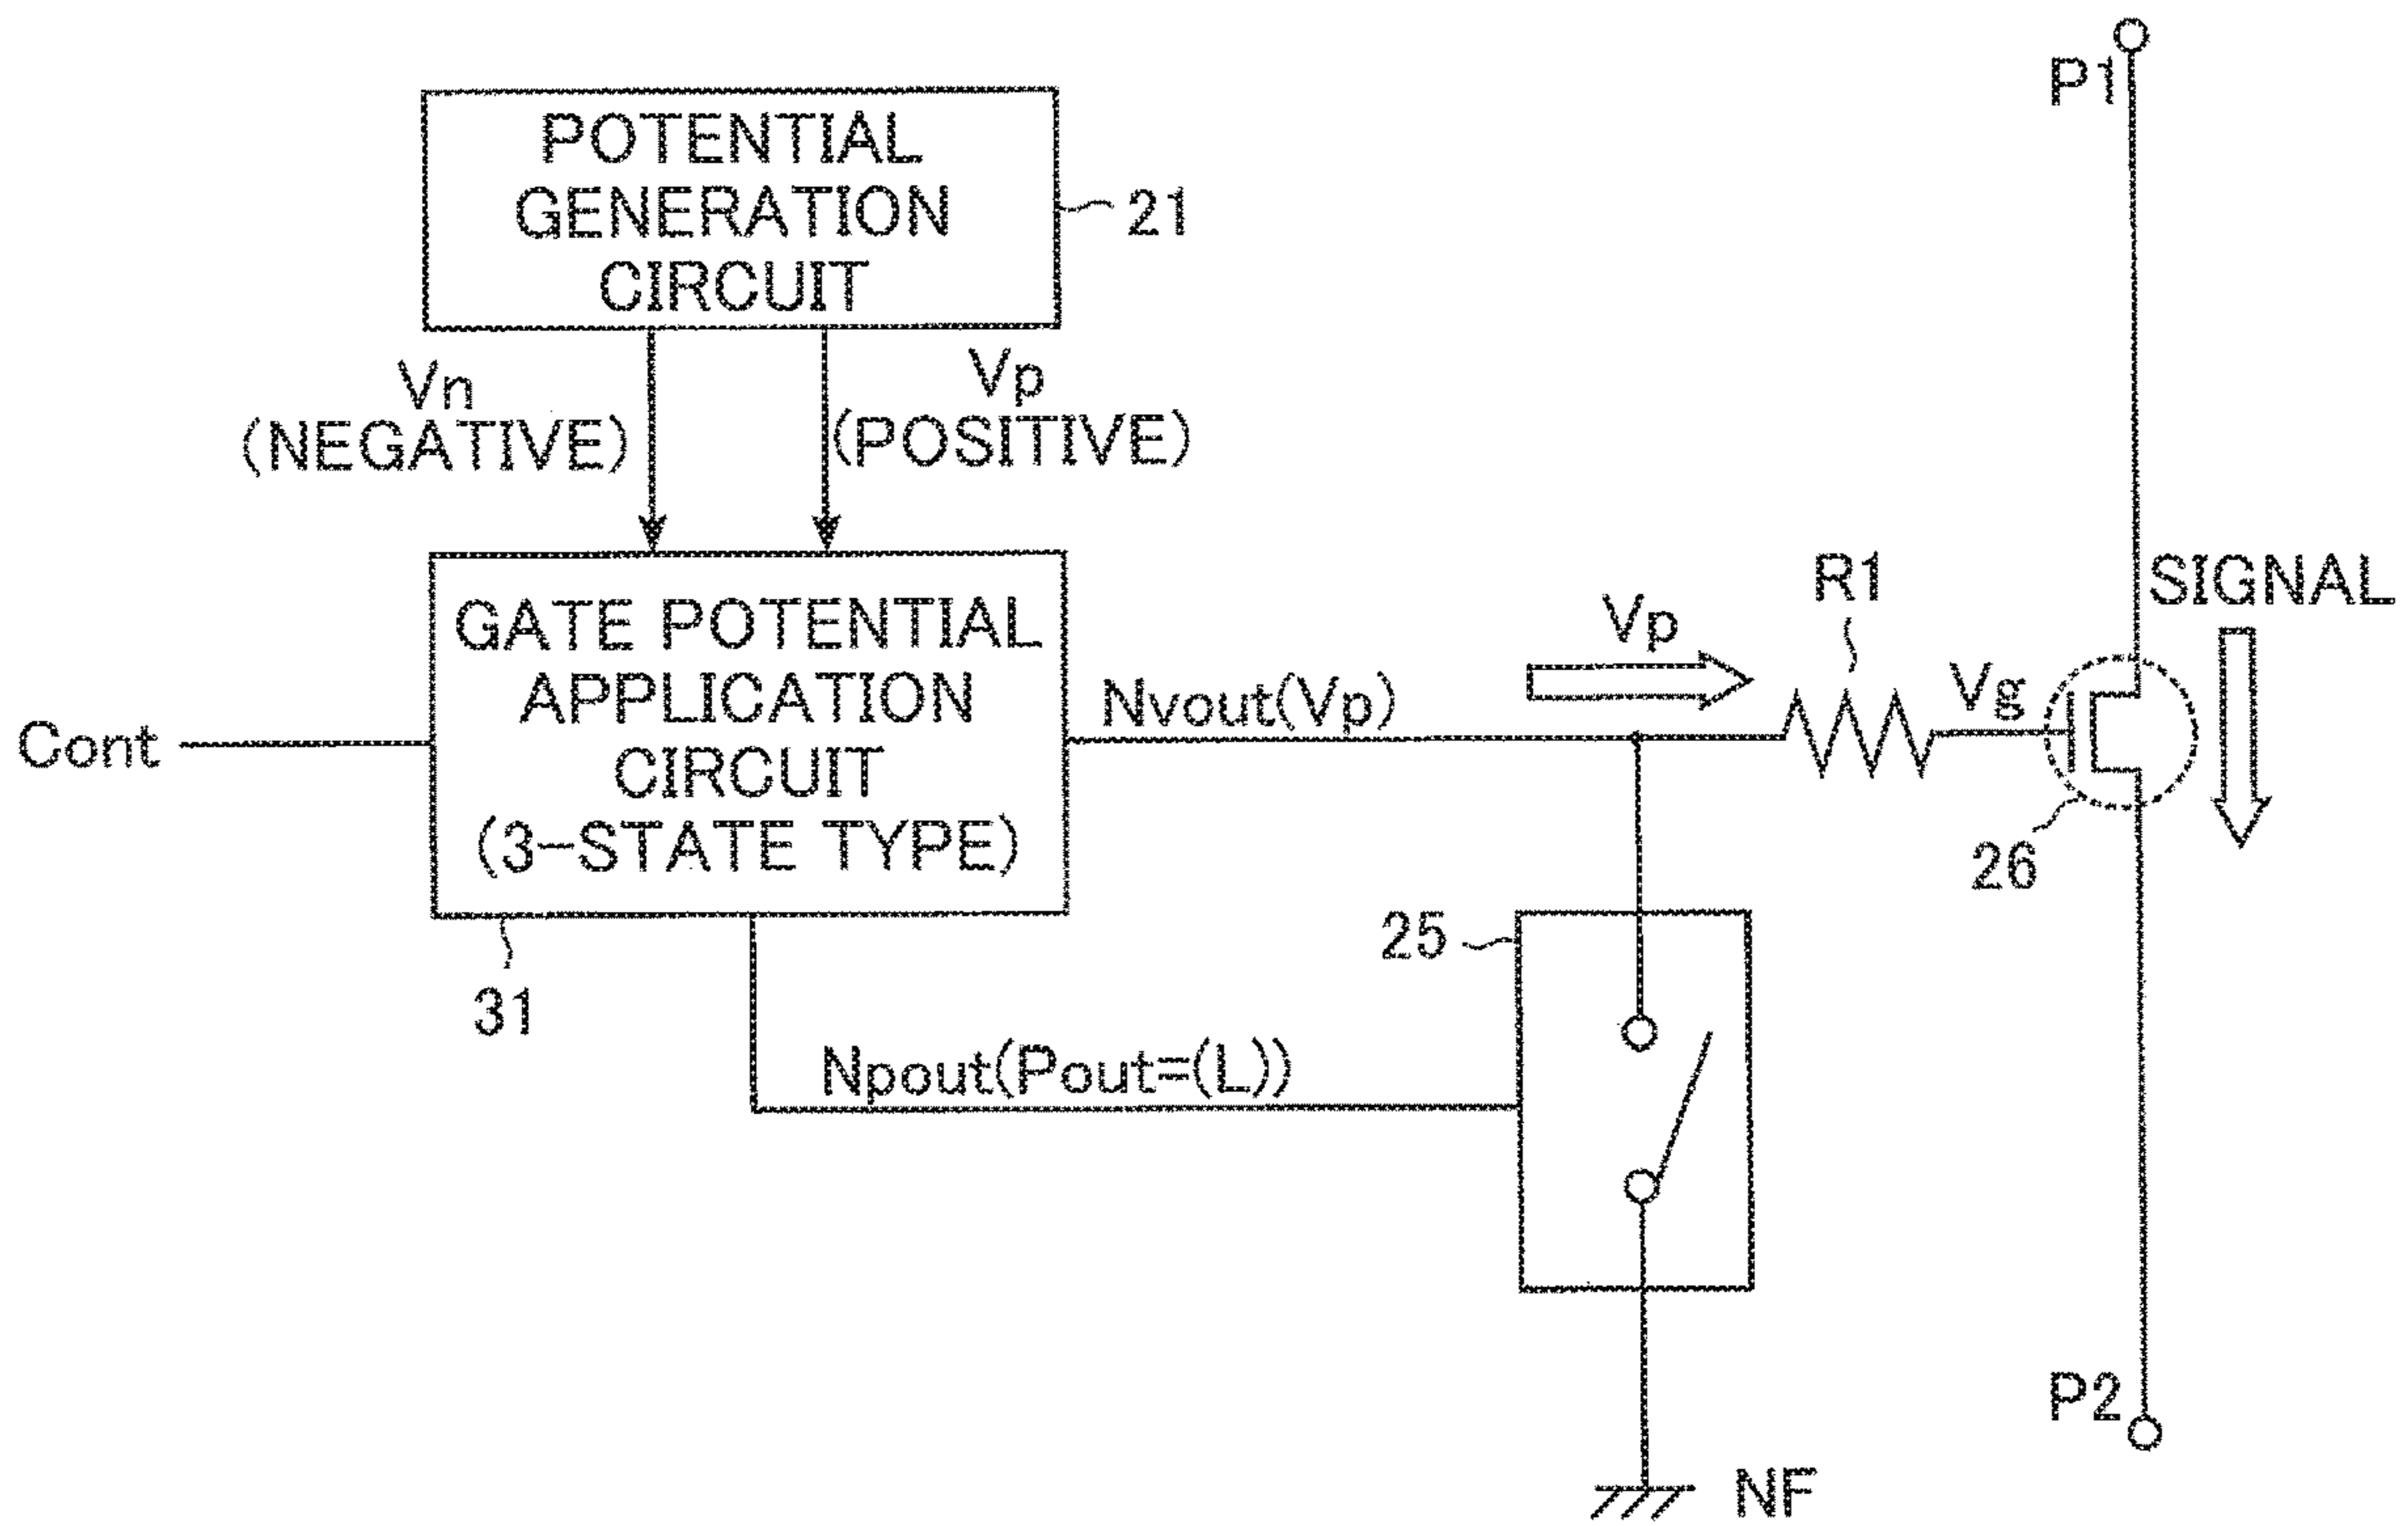 P1
POTENTIAL
GENERATION
CIRCUIT
21
Vn
(NEGATIVE)
Vp
(POSITIVE)
GATE POTENTIAL
APPLICATION
CIRCUIT
(3-STATE TYPE)
Cont
31
Nvout(Vp)
Vp
R1
Vg
SIGNAL
26
25
Npout(Pout=(L))
P2
NF